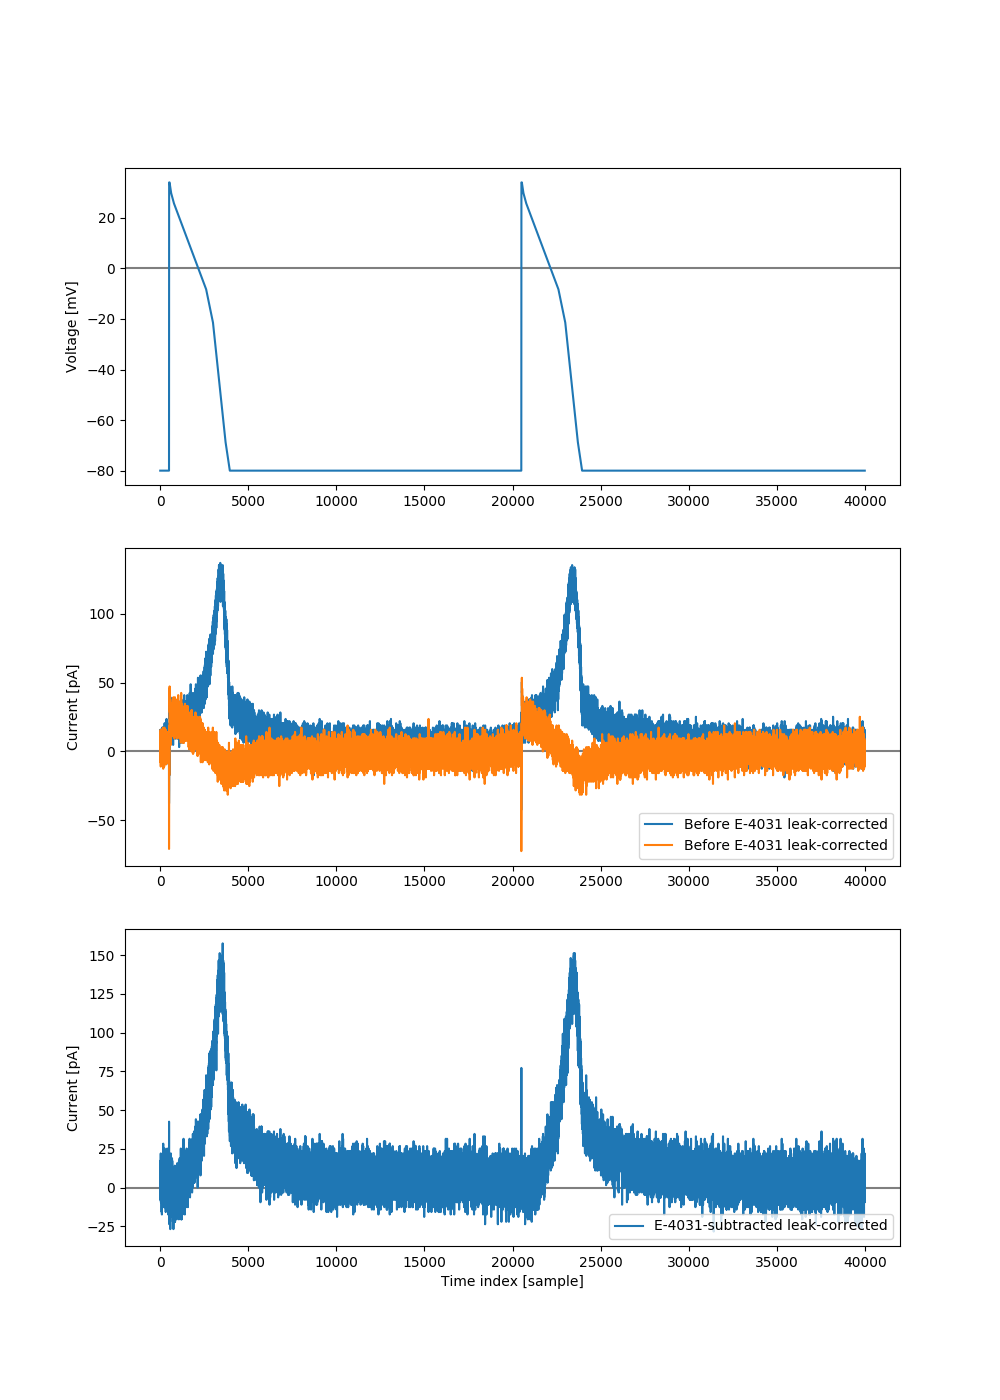 20
0
−20
−40
−60
−80
Voltage [mV]
0 5000 10000 15000 20000 25000 30000 35000 40000
100
50
0
−50
Current [pA]
Before E-4031 leak-corrected
Before E-4031 leak-corrected
0 5000 10000 15000 20000 25000 30000 35000 40000
150
125
100
75
50
25
0
−25
Current [pA]
E-4031-subtracted leak-corrected
0 5000 10000 15000 20000 25000 30000 35000 40000
Time index [sample]